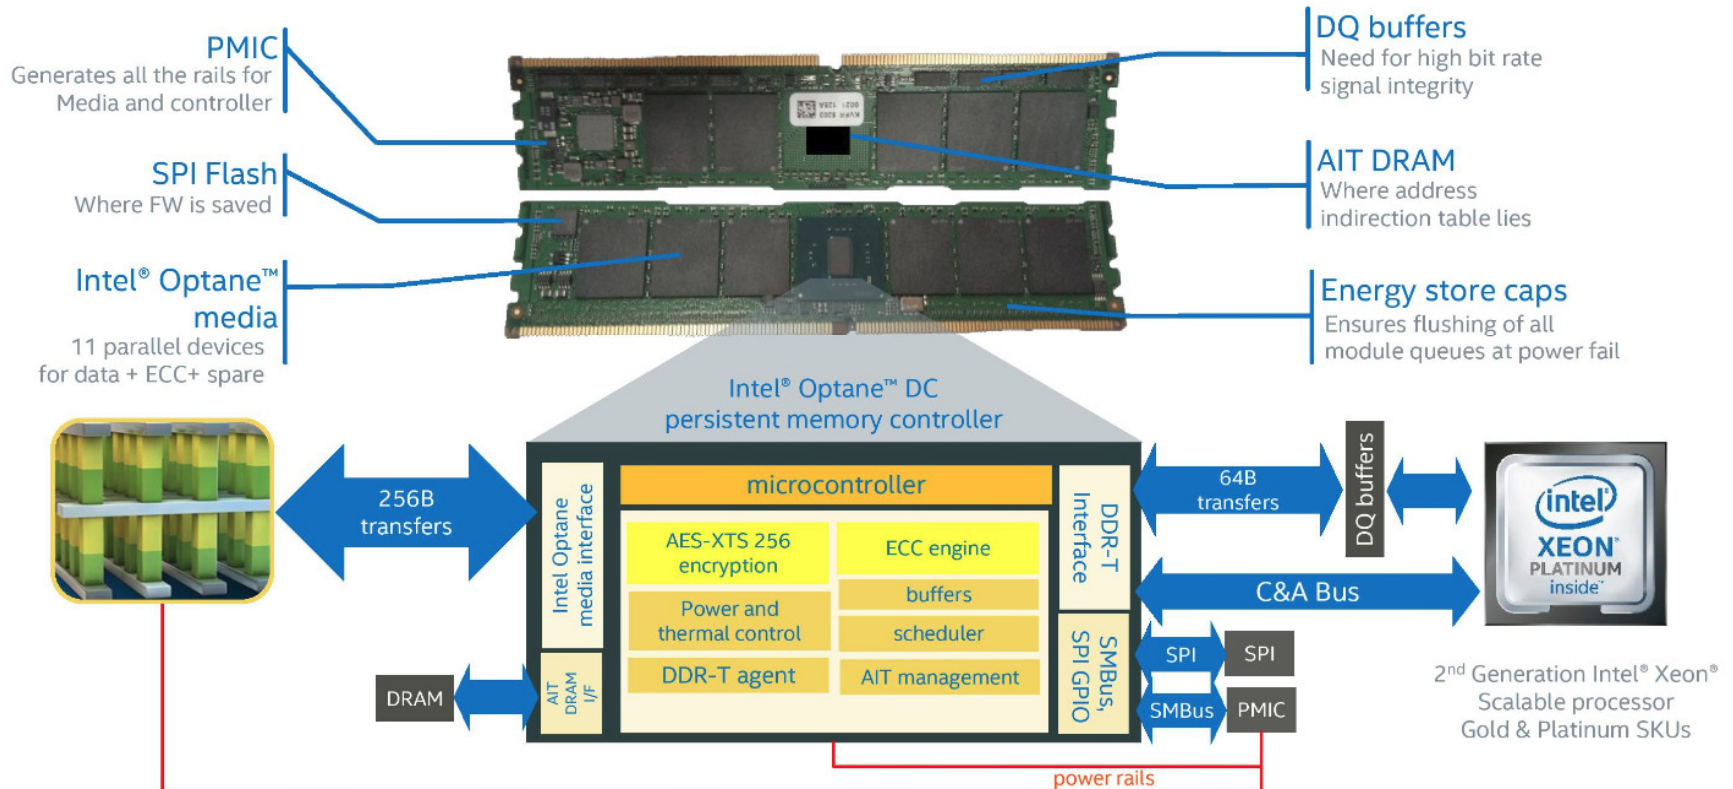 PMIC
Generates all the rails for
Media and controller
SPI Flash
Where FW is saved
Intel® Optane™
media
11 parallel devices
for data + ECC+ spare
DQ buffers
Need for high bit rate
signal integrity
AIT DRAM
Where address
indirection table lies
Energy store caps
Ensures flushing of all
module queues at power fail
Intel® Optane™ DC
persistent memory controller
256B
transfers
Intel Optane
media interface
microcontroller
AES-XTS 256
encryption
ECC engine
buffers
Power and
thermal control
scheduler
DDR-T agent
AIT management
DDR-T
Interface
SMBus,
SPI GPIO
AIT
DRAM
I/F
DRAM
64B
transfers
DQ buffers
C&A Bus
SPI
SPI
SMBus
PMIC
power rails
intel®
XEON®
PLATINUM
inside™
2nd Generation Intel® Xeon®
Scalable processor
Gold & Platinum SKUs